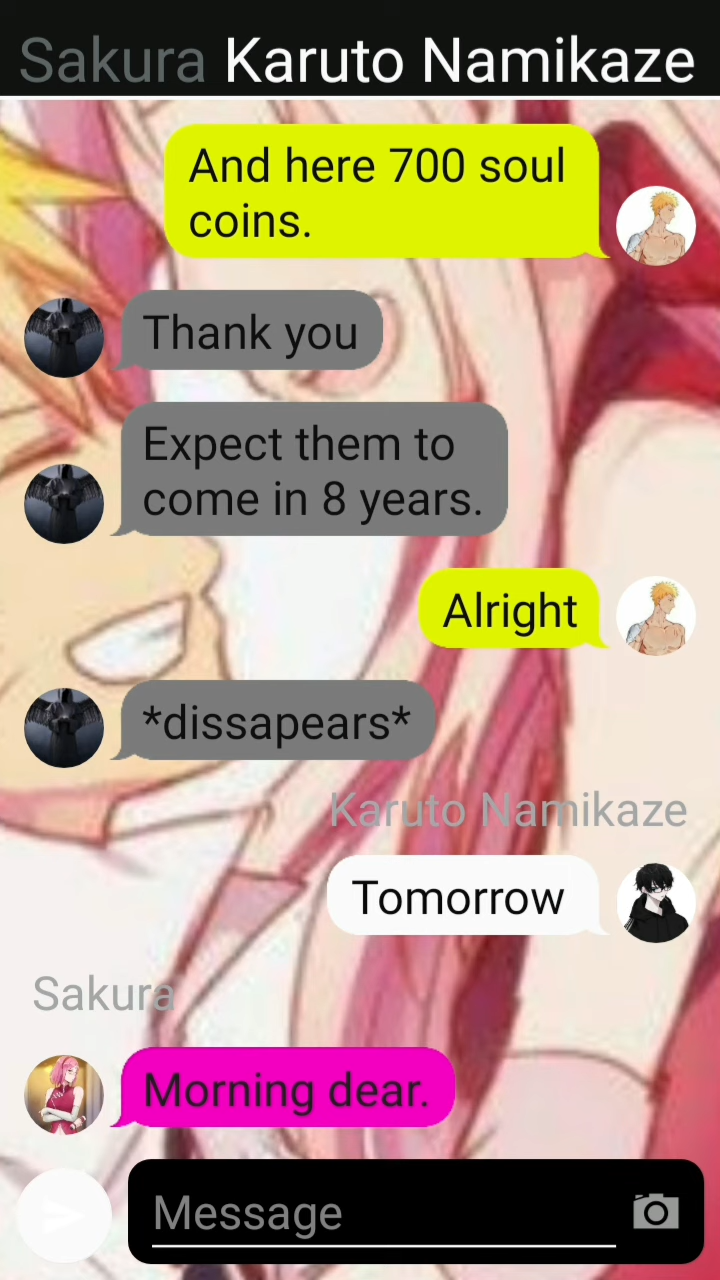 Sakura Karuto Namikaze
And here 700 soul
coins.
Thank you
Expect them to
come in 8 years.
Alright
*dissapears*
Karuto Namikaze
Tomorrow
Sakura
Morning dear.
Message